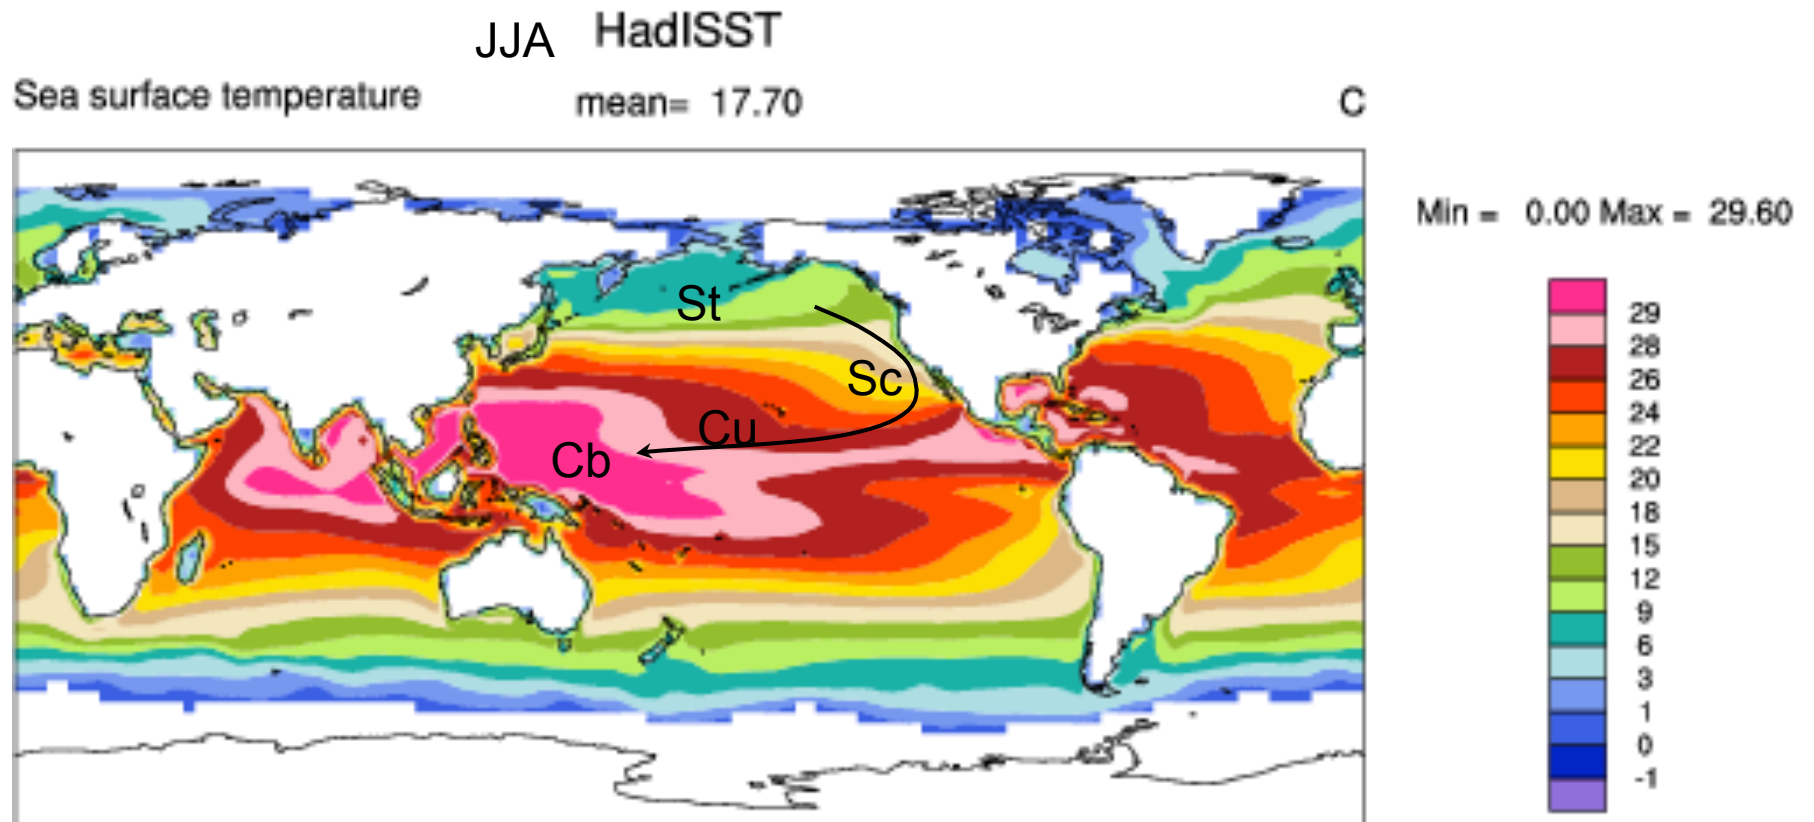 JJA HadISST
Sea surface temperature mean= 17.70 C
Min = 0.00 Max = 29.60
St
Sc
Cu
Cb
29
28
26
24
22
20
18
15
12
9
6
3
1
0
-1